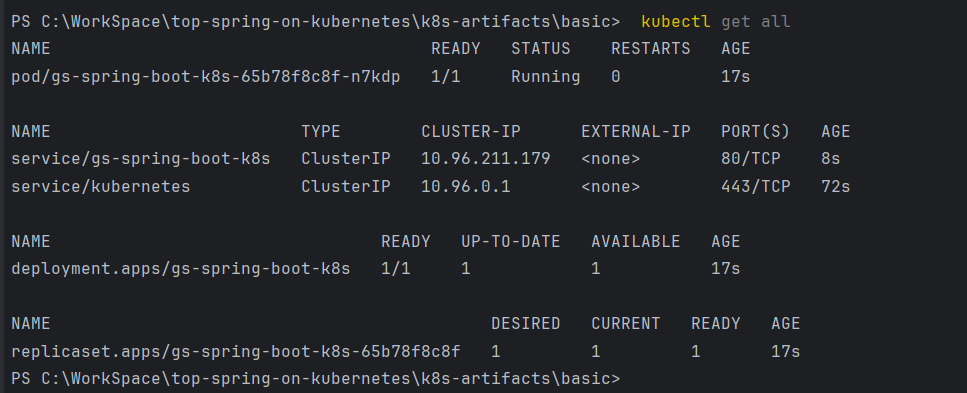 PS C:\WorkSpace\top-spring-on-kubernetes\k8s-artifacts\basic>  kubectl get all
NAME                                      READY   STATUS    RESTARTS   AGE
pod/gs-spring-boot-k8s-65b78f8c8f-n7kdp   1/1     Running   0          17s

NAME                         TYPE        CLUSTER-IP      EXTERNAL-IP   PORT(S)   AGE
service/gs-spring-boot-k8s   ClusterIP   10.96.211.179   <none>        80/TCP    8s
service/kubernetes           ClusterIP   10.96.0.1       <none>        443/TCP   72s

NAME                                 READY   UP-TO-DATE   AVAILABLE   AGE
deployment.apps/gs-spring-boot-k8s   1/1     1            1           17s

NAME                                            DESIRED   CURRENT   READY   AGE
replicaset.apps/gs-spring-boot-k8s-65b78f8c8f   1         1         1       17s
PS C:\WorkSpace\top-spring-on-kubernetes\k8s-artifacts\basic>